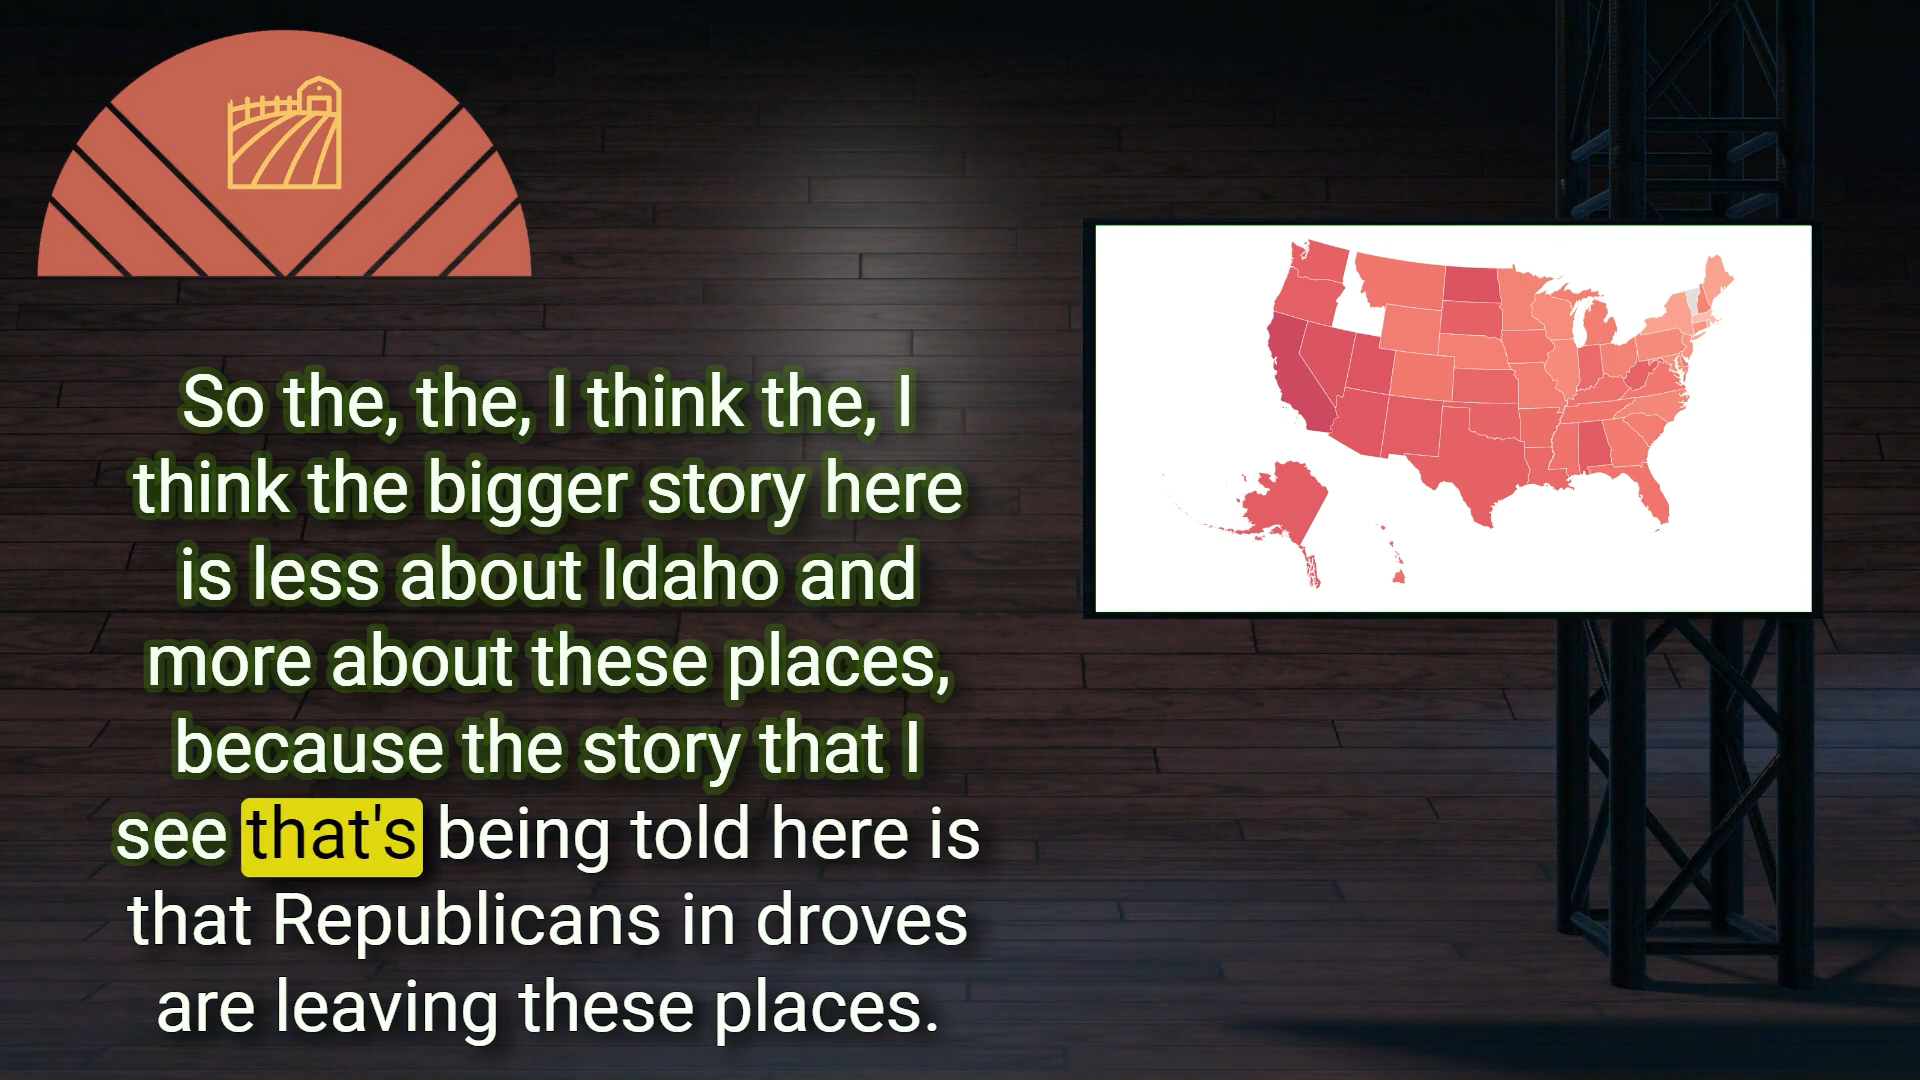 So the, the, I think the, I
think the bigger story here
is less about Idaho and
more about these places,
because the story that I
see that's being told here is
that Republicans in droves
are leaving these places.